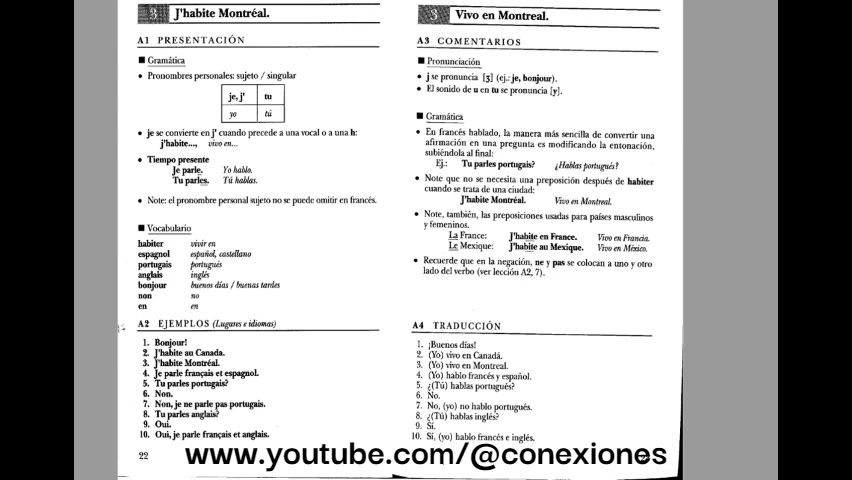 3 J'habite Montréal.
A1 PRESENTACIÓN
■ Gramática
• Pronombres personales: sujeto / singular
je, j' tu
yo tú
• je se convierte en j' cuando precede a una vocal o a una h:
j'habite..., vivo en...
• Tiempo presente
Je parle. Yo hablo.
Tu parles. Tú hablas.
• Note: el pronombre personal sujeto no se puede omitir en francés.
■ Vocabulario
habiter vivir en
espagnol español, castellano
portugais portugués
anglais inglés
bonjour buenos días / buenas tardes
non no
en en
A2 EJEMPLOS (Lugares e idiomas)
1. Bonjour!
2. J'habite au Canada.
3. J'habite Montréal.
4. Je parle français et espagnol.
5. Tu parles portugais?
6. Non.
7. Non, je ne parle pas portugais.
8. Tu parles anglais?
9. Oui.
10. Oui, je parle français et anglais.
22
3 Vivo en Montreal.
A3 COMENTARIOS
■ Pronunciación
• j se pronuncia [ʒ] (ej.: je, bonjour).
• El sonido de u en tu se pronuncia [y].
■ Gramática
• En francés hablado, la manera más sencilla de convertir una
afirmación en una pregunta es modificando la entonación,
subiéndola al final:
Ej.: Tu parles portugais? ¿Hablas portugués?
• Note que no se necesita una preposición después de habiter
cuando se trata de una ciudad:
J'habite Montréal. Vivo en Montreal.
• Note, también, las preposiciones usadas para países masculinos
y femeninos.
La France: J'habite en France. Vivo en Francia.
Le Mexique: J'habite au Mexique. Vivo en México.
• Recuerde que en la negación, ne y pas se colocan a uno y otro
lado del verbo (ver lección A2, 7).
A4 TRADUCCIÓN
1. ¡Buenos días!
2. (Yo) vivo en Canadá.
3. (Yo) vivo en Montreal.
4. (Yo) hablo francés y español.
5. ¿(Tú) hablas portugués?
6. No.
7. No, (yo) no hablo portugués.
8. ¿(Tú) hablas inglés?
9. Sí.
10. Sí, (yo) hablo francés e inglés.
www.youtube.com/@conexiones